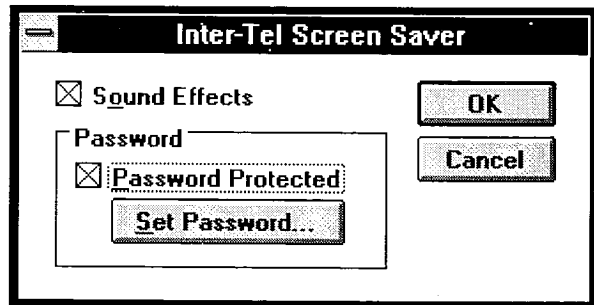 Inter-Tel Screen Saver
Sound Effects
OK
Password
Cancel
Password Protected
Set Password...